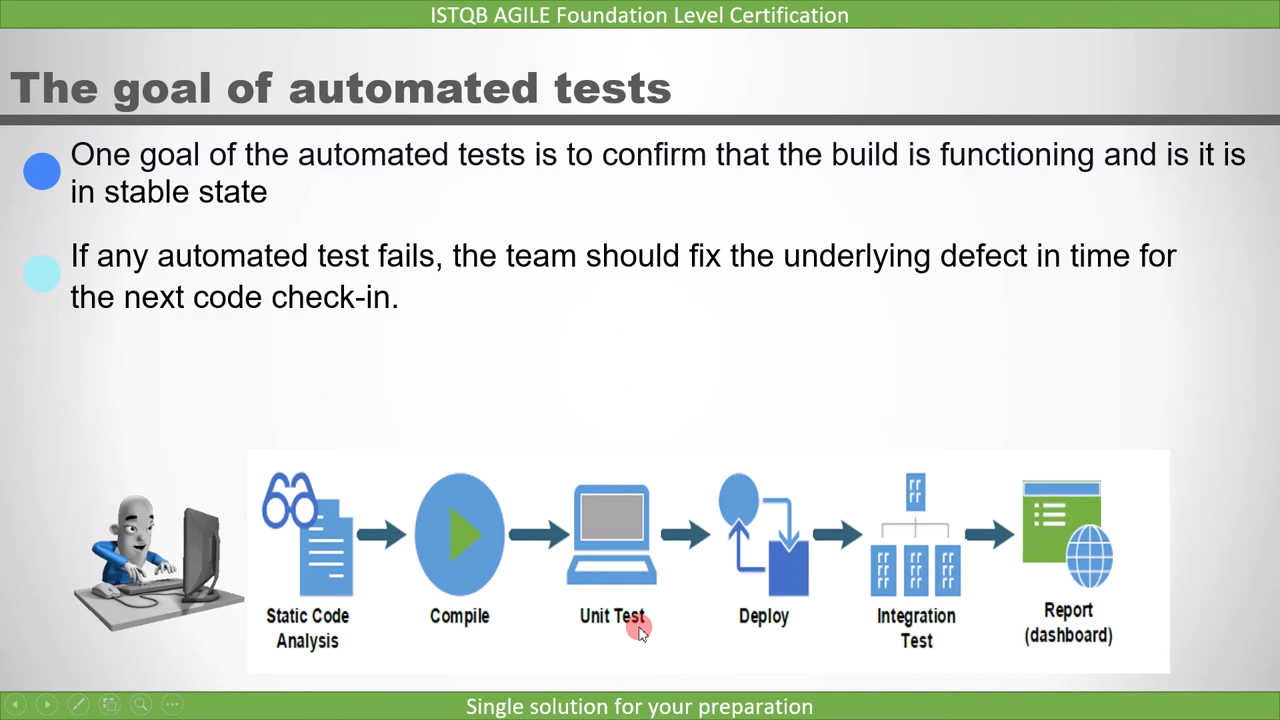 ISTQB AGILE Foundation Level Certification
The goal of automated tests
One goal of the automated tests is to confirm that the build is functioning and is it is
in stable state
If any automated test fails, the team should fix the underlying defect in time for
the next code check-in.
Static Code
Analysis
Compile
Unit Test
Deploy
Integration
Test
Report
(dashboard)
Single solution for your preparation